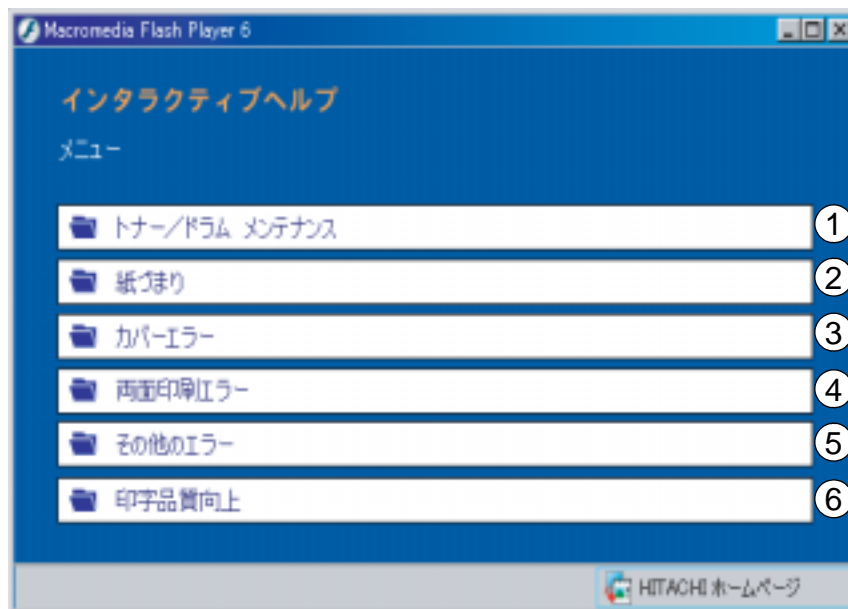 Macromedia Flash Player 6
インタラクティブヘルプ
メニュー
トナー／ドラム メンテナンス ①
紙づまり ②
カバーエラー ③
両面印刷エラー ④
その他のエラー ⑤
印字品質向上 ⑥
HITACHI ホームページ